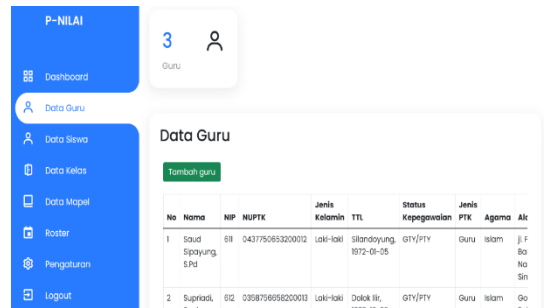 P-NILAI
3
Guru
Dashboard
Data Guru
Data Siswa
Data Kelas
Data Mapel
Roster
Pengaturan
Logout
Data Guru
Tambah guru
No Nama NIP NUPTK Jenis Kelamin TTL Status Kepegawaian Jenis PTK Agama
1 Saud Sipayung, S.Pd 611 0437750653200012 Laki-laki Silandoyung, 1972-01-05 GTY/PTY Guru Islam
2 Supriadi, 612 0358756658200013 Laki-laki Dolok Ilir, GTY/PTY Guru Islam